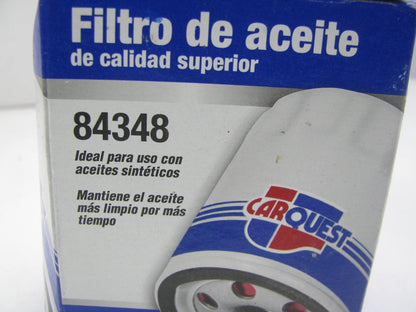 Filtro de aceite
de calidad superior
84348
Ideal para uso con
aceites sintéticos
Mantiene el aceite
más limpio por más
tiempo
CARQUEST
®